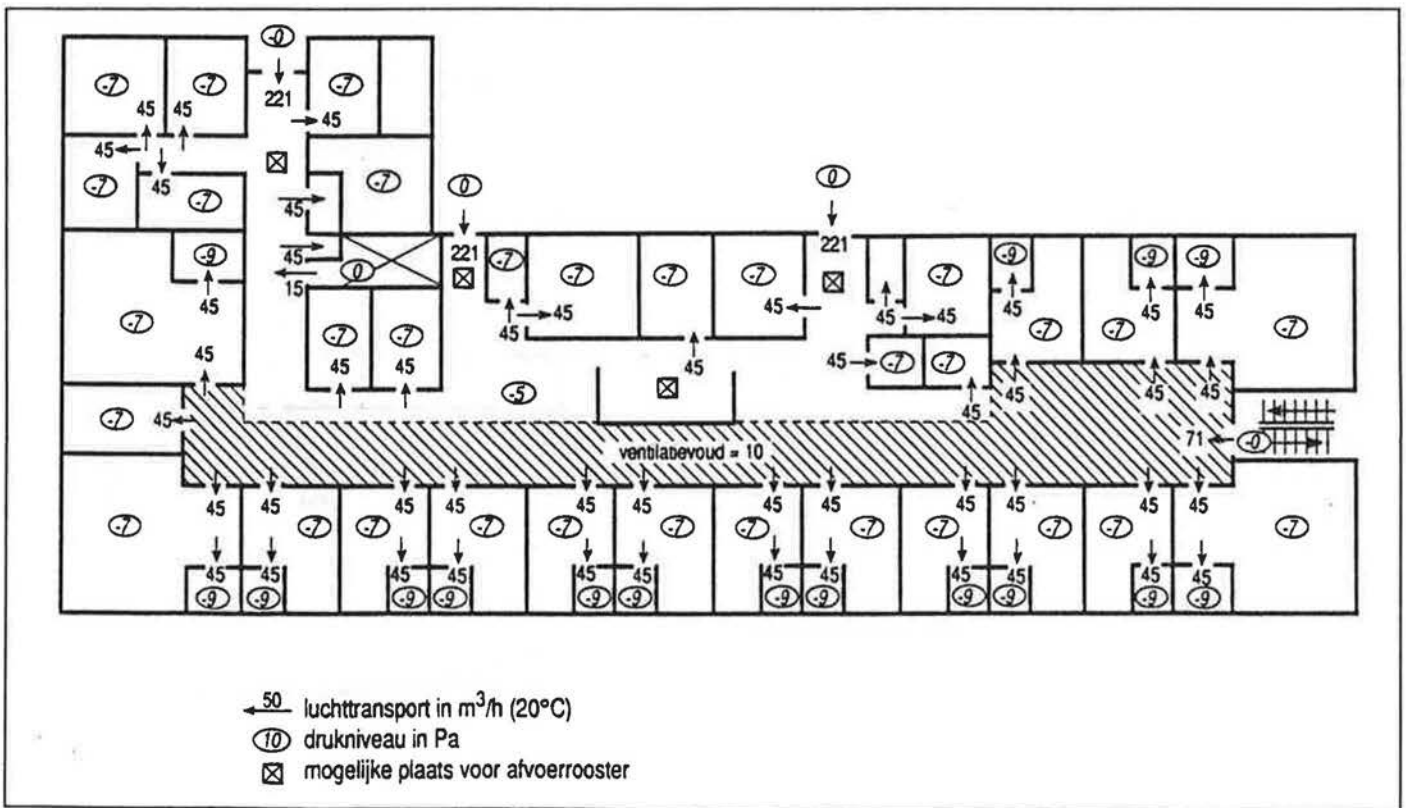 -0
-7 -7 -7
221
45 45
45
45
-7 45 -7 0 0
-7
45
221 221
-9 45 -7 -9 -9 -9
0 -7 -7 -7 -7
15
45 45 45 45 45
45 45 45
-7 -7 -7 -7
-7 -7 45
45 45 45 -7 -7
45 45
-5 45 45 45
-7 45 45
71 -0
ventilabevoud = 10
45 45 45 45 45 45 45 45 45 45 45 45
-7 -7 -7 -7 -7 -7 -7 -7 -7 -7 -7 -7
45 45 45 45 45 45 45 45 45 45 45 45
-9 -9 -9 -9 -9 -9 -9 -9 -9 -9 -9 -9
50 luchttransport in m³/h (20°C)
10 drukniveau in Pa
mogelijke plaats voor afvoerrooster